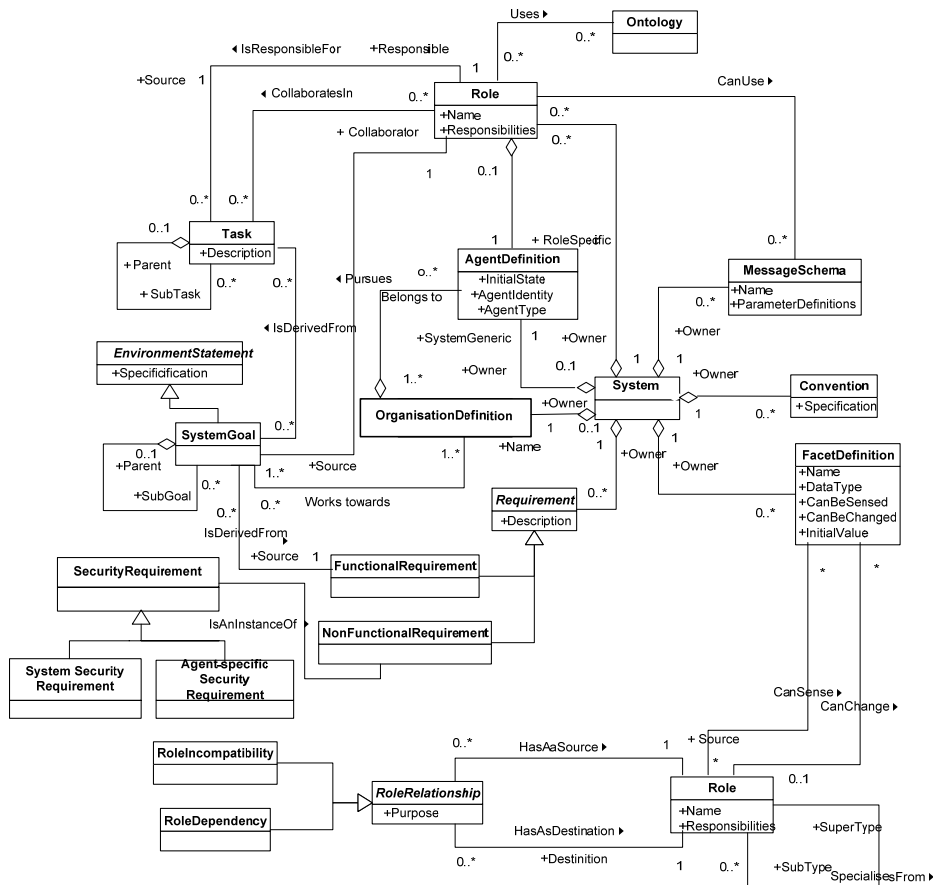 Uses ▸
Ontology
0..*
0..*
◂ IsResponsibleFor
+Responsible
+Source
1
1
CanUse ▸
◂ CollaboratesIn
0..*
Role
+Name
+Responsibilities
0..*
0..*
+ Collaborator
1
0..1
0..*
0..*
0..1
Task
+Description
+ Parent
+ SubTask
0..*
0..*
1
+ RoleSpecific
0..*
AgentDefinition
+InitialState
+AgentIdentity
+AgentType
MessageSchema
+Name
+ParameterDefinitions
◂ Pursues
o..*
Belongs to
0..*
+Owner
◂ IsDerivedFrom
+SystemGeneric
1
+Owner
EnvironmentStatement
+Specificification
1..*
+Owner
0..1
1
1
+Owner
System
Convention
+ Specification
OrganisationDefinition
+Owner
1
0..1
1
0..*
+Name
1
+Owner
1
+Owner
SystemGoal
0..*
0..1
+Parent
+SubGoal
0..*
1..*
+Source
1..*
Works towards
0..*
0..*
FacetDefinition
+Name
+DataType
+CanBeSensed
+CanBeChanged
+InitialValue
0..*
Requirement
+Description
0..*
IsDerivedFrom
▸
+Source
1
FunctionalRequirement
*
*
SecurityRequirement
IsAnInstanceOf ▸
NonFunctionalRequirement
System Security
Requirement
Agent-specific
Security
Requirement
CanSense▸
CanChange ▸
0..*
HasAaSource ▸
1
+ Source
*
0..1
RoleIncompatibility
RoleRelationship
+Purpose
Role
+Name
+Responsibilities
RoleDependency
HasAsDestination ▸
+SuperType
0..*
+Destinition
1
0..*
+SubType
SpecialisesFrom ▸